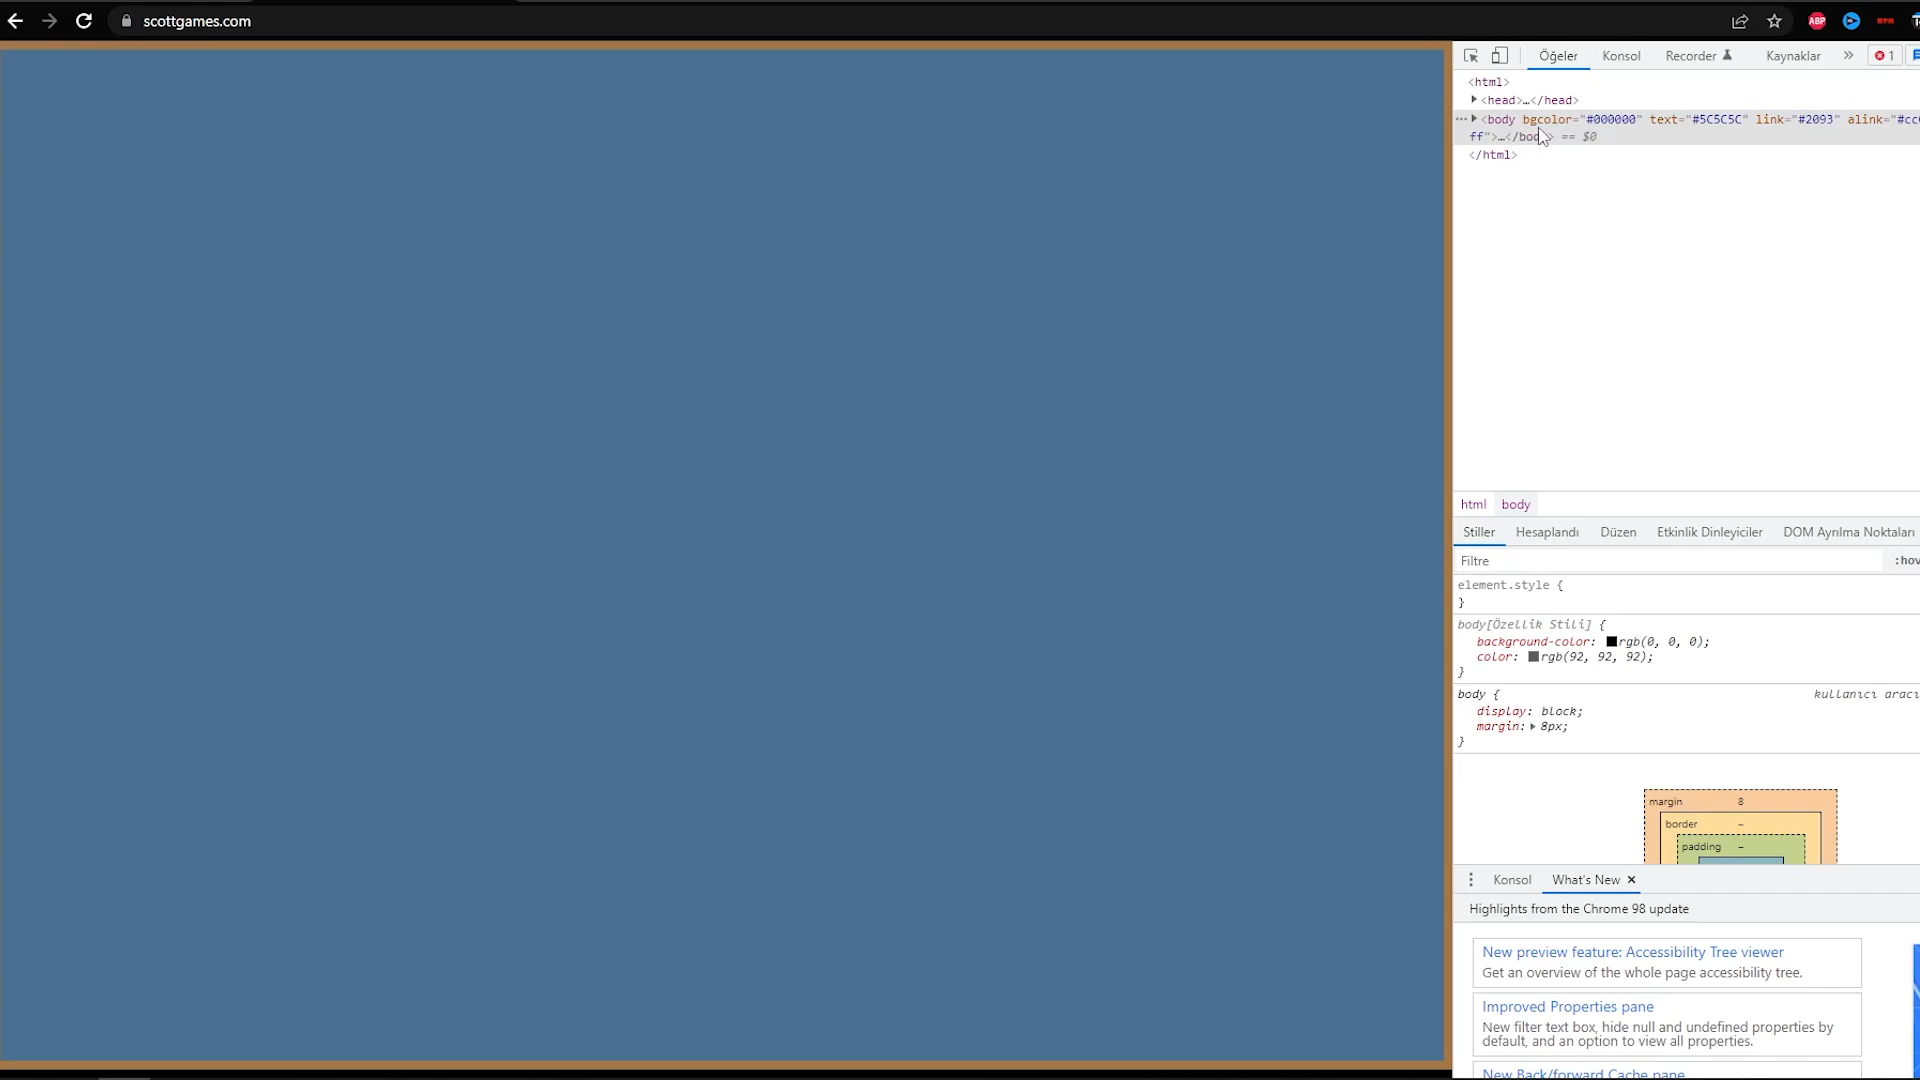 scottgames.com
ABP
Öğeler Konsol Recorder Kaynaklar » 1
<html>
<head>…</head>
<body bgcolor="#000000" text="#5C5C5C" link="#2093" alink="#cc
ff">…</body> == $0
</html>
html body
Stiller Hesaplandı Düzen Etkinlik Dinleyiciler DOM Ayrılma Noktaları
Filtre :hov
element.style {
}
body[Özellik Stili] {
background-color: rgb(0, 0, 0);
color: rgb(92, 92, 92);
}
body { kullanıcı aracı
display: block;
margin: 8px;
}
margin 8
border –
padding –
Konsol What's New ×
Highlights from the Chrome 98 update
New preview feature: Accessibility Tree viewer
Get an overview of the whole page accessibility tree.
Improved Properties pane
New filter text box, hide null and undefined properties by
default, and an option to view all properties.
New Back/forward Cache pane